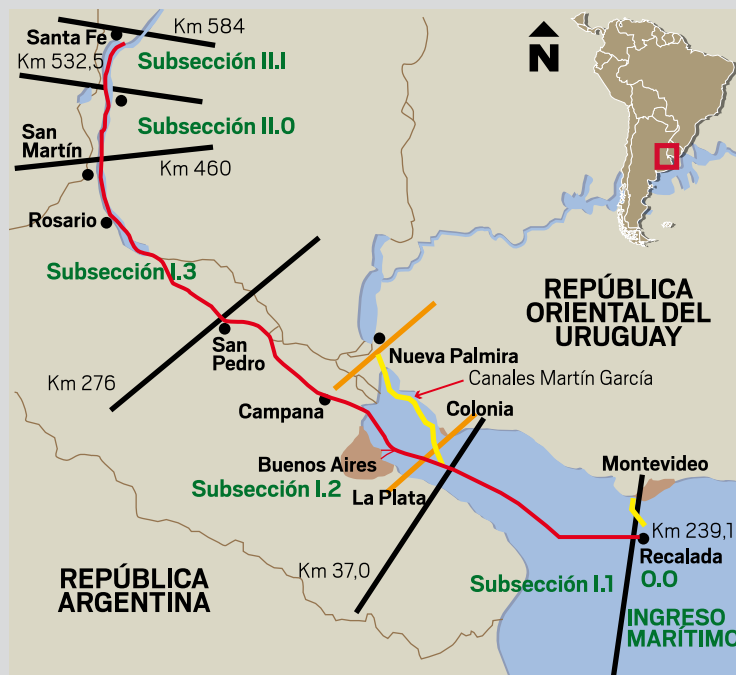 Km 584
Santa Fe
Km 532,5
Subsección II.I
N
Subsección II.0
San
Martín
Km 460
Rosario
Subsección I.3
REPÚBLICA
ORIENTAL DEL
URUGUAY
San
Pedro
Nueva Palmira
Km 276
Canales Martín García
Campana
Colonia
Buenos Aires
Montevideo
Subsección I.2
La Plata
Km 239,1
Recalada
Km 37,0
REPÚBLICA
ARGENTINA
Subsección I.1
0.0
INGRESO
MARÍTIMO